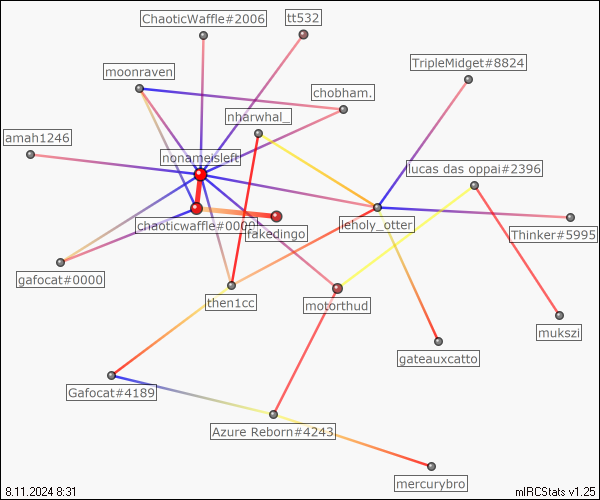 ChaoticWaffle#2006
tt532
TripleMidget#8824
moonraven
chobham.
nharwhal_
amah1246
nonameisleft
lucas das oppai#2396
chaoticwaffle#0000
leholy_otter
fakedingo
Thinker#5995
gafocat#0000
then1cc
motorthud
mukszi
gateauxcatto
Gafocat#4189
Azure Reborn#4243
mercurybro
8.11.2024 8:31
mIRCStats v1.25